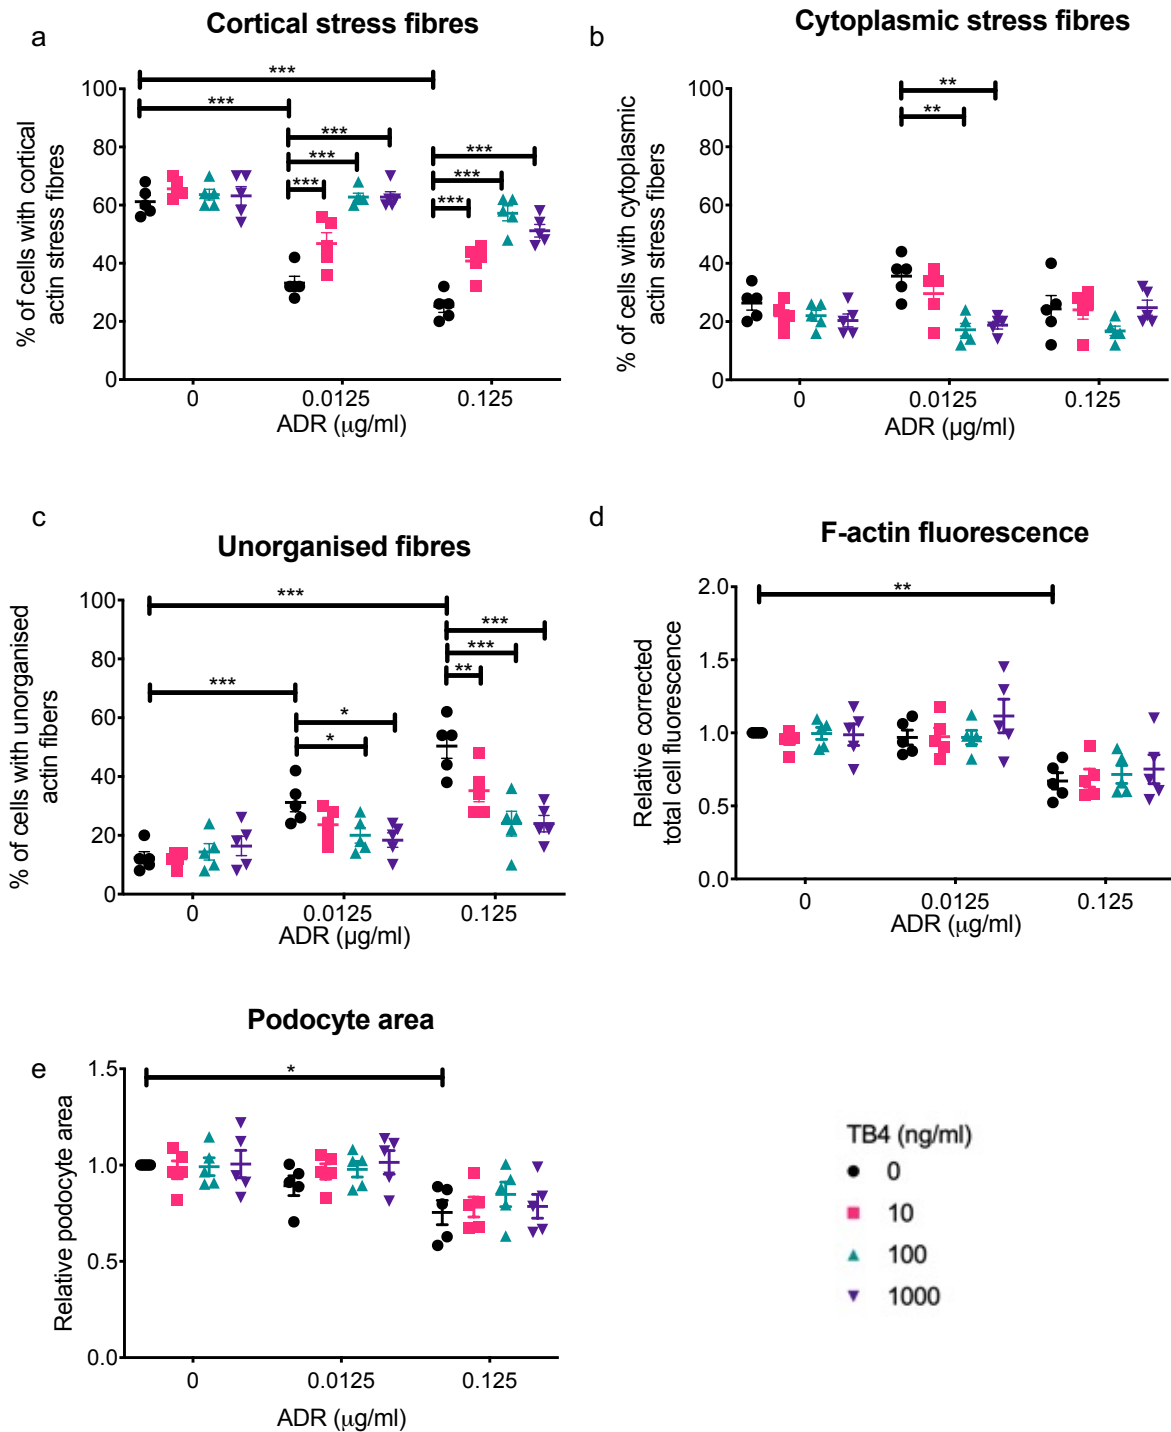 a
Cortical stress fibres
% of cells with cortical
actin stress fibres
100
80
60
40
20
0
***
***
***
***
***
***
***
***
0
0.0125
0.125
ADR (µg/ml)
b
Cytoplasmic stress fibres
% of cells with cytoplasmic
actin stress fibers
100
80
60
40
20
0
**
**
0
0.0125
0.125
ADR (µg/ml)
c
Unorganised fibres
% of cells with unorganised
actin fibers
100
80
60
40
20
0
***
***
***
***
**
*
*
0
0.0125
0.125
ADR (µg/ml)
d
F-actin fluorescence
Relative corrected
total cell fluorescence
2.0
1.5
1.0
0.5
0.0
**
0
0.0125
0.125
ADR (µg/ml)
e
Podocyte area
Relative podocyte area
1.5
1.0
0.5
0.0
*
0
0.0125
0.125
ADR (µg/ml)
TB4 (ng/ml)
0
10
100
1000